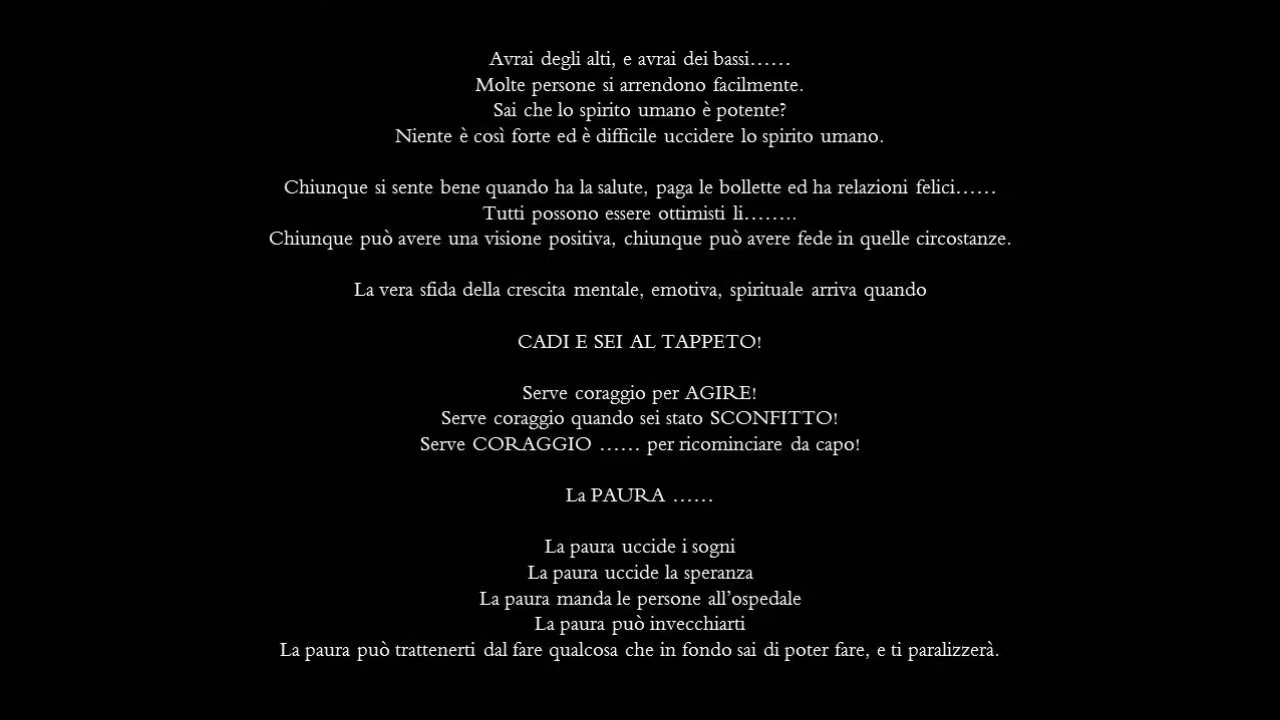 Avrai degli alti, e avrai dei bassi……
Molte persone si arrendono facilmente.
Sai che lo spirito umano è potente?
Niente è così forte ed è difficile uccidere lo spirito umano.
Chiunque si sente bene quando ha la salute, paga le bollette ed ha relazioni felici……
Tutti possono essere ottimisti li……..
Chiunque può avere una visione positiva, chiunque può avere fede in quelle circostanze.
La vera sfida della crescita mentale, emotiva, spirituale arriva quando
CADI E SEI AL TAPPETO!
Serve coraggio per AGIRE!
Serve coraggio quando sei stato SCONFITTO!
Serve CORAGGIO …… per ricominciare da capo!
La PAURA ……
La paura uccide i sogni
La paura uccide la speranza
La paura manda le persone all’ospedale
La paura può invecchiarti
La paura può trattenerti dal fare qualcosa che in fondo sai di poter fare, e ti paralizzerà.